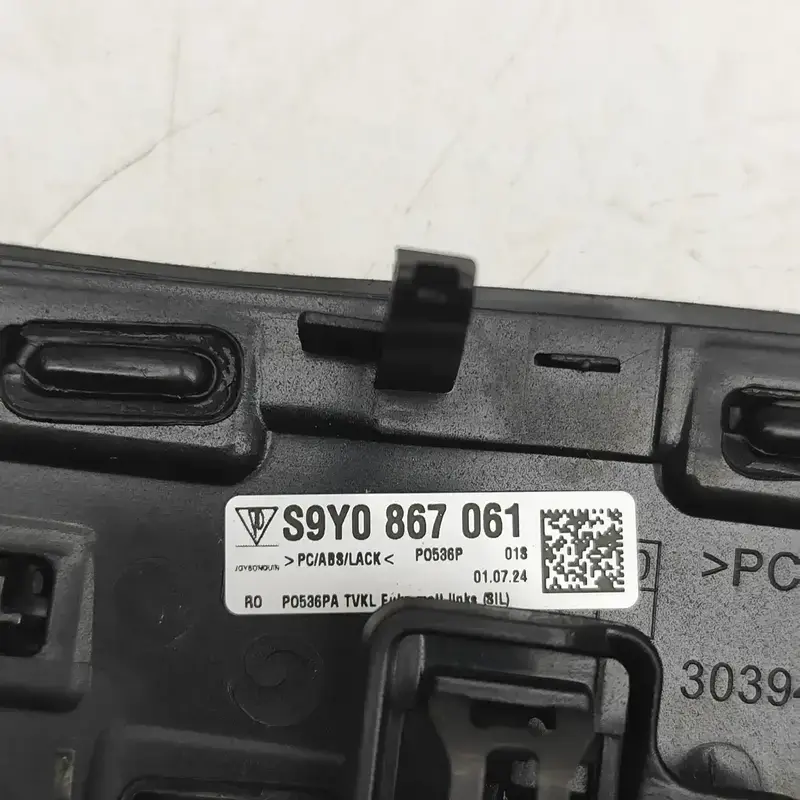 S9Y0 867 061
>PC/ABS/LACK< P0536P 01S
01.07.24
RO P0536PA TVKL links (SIL)
>PC
3039